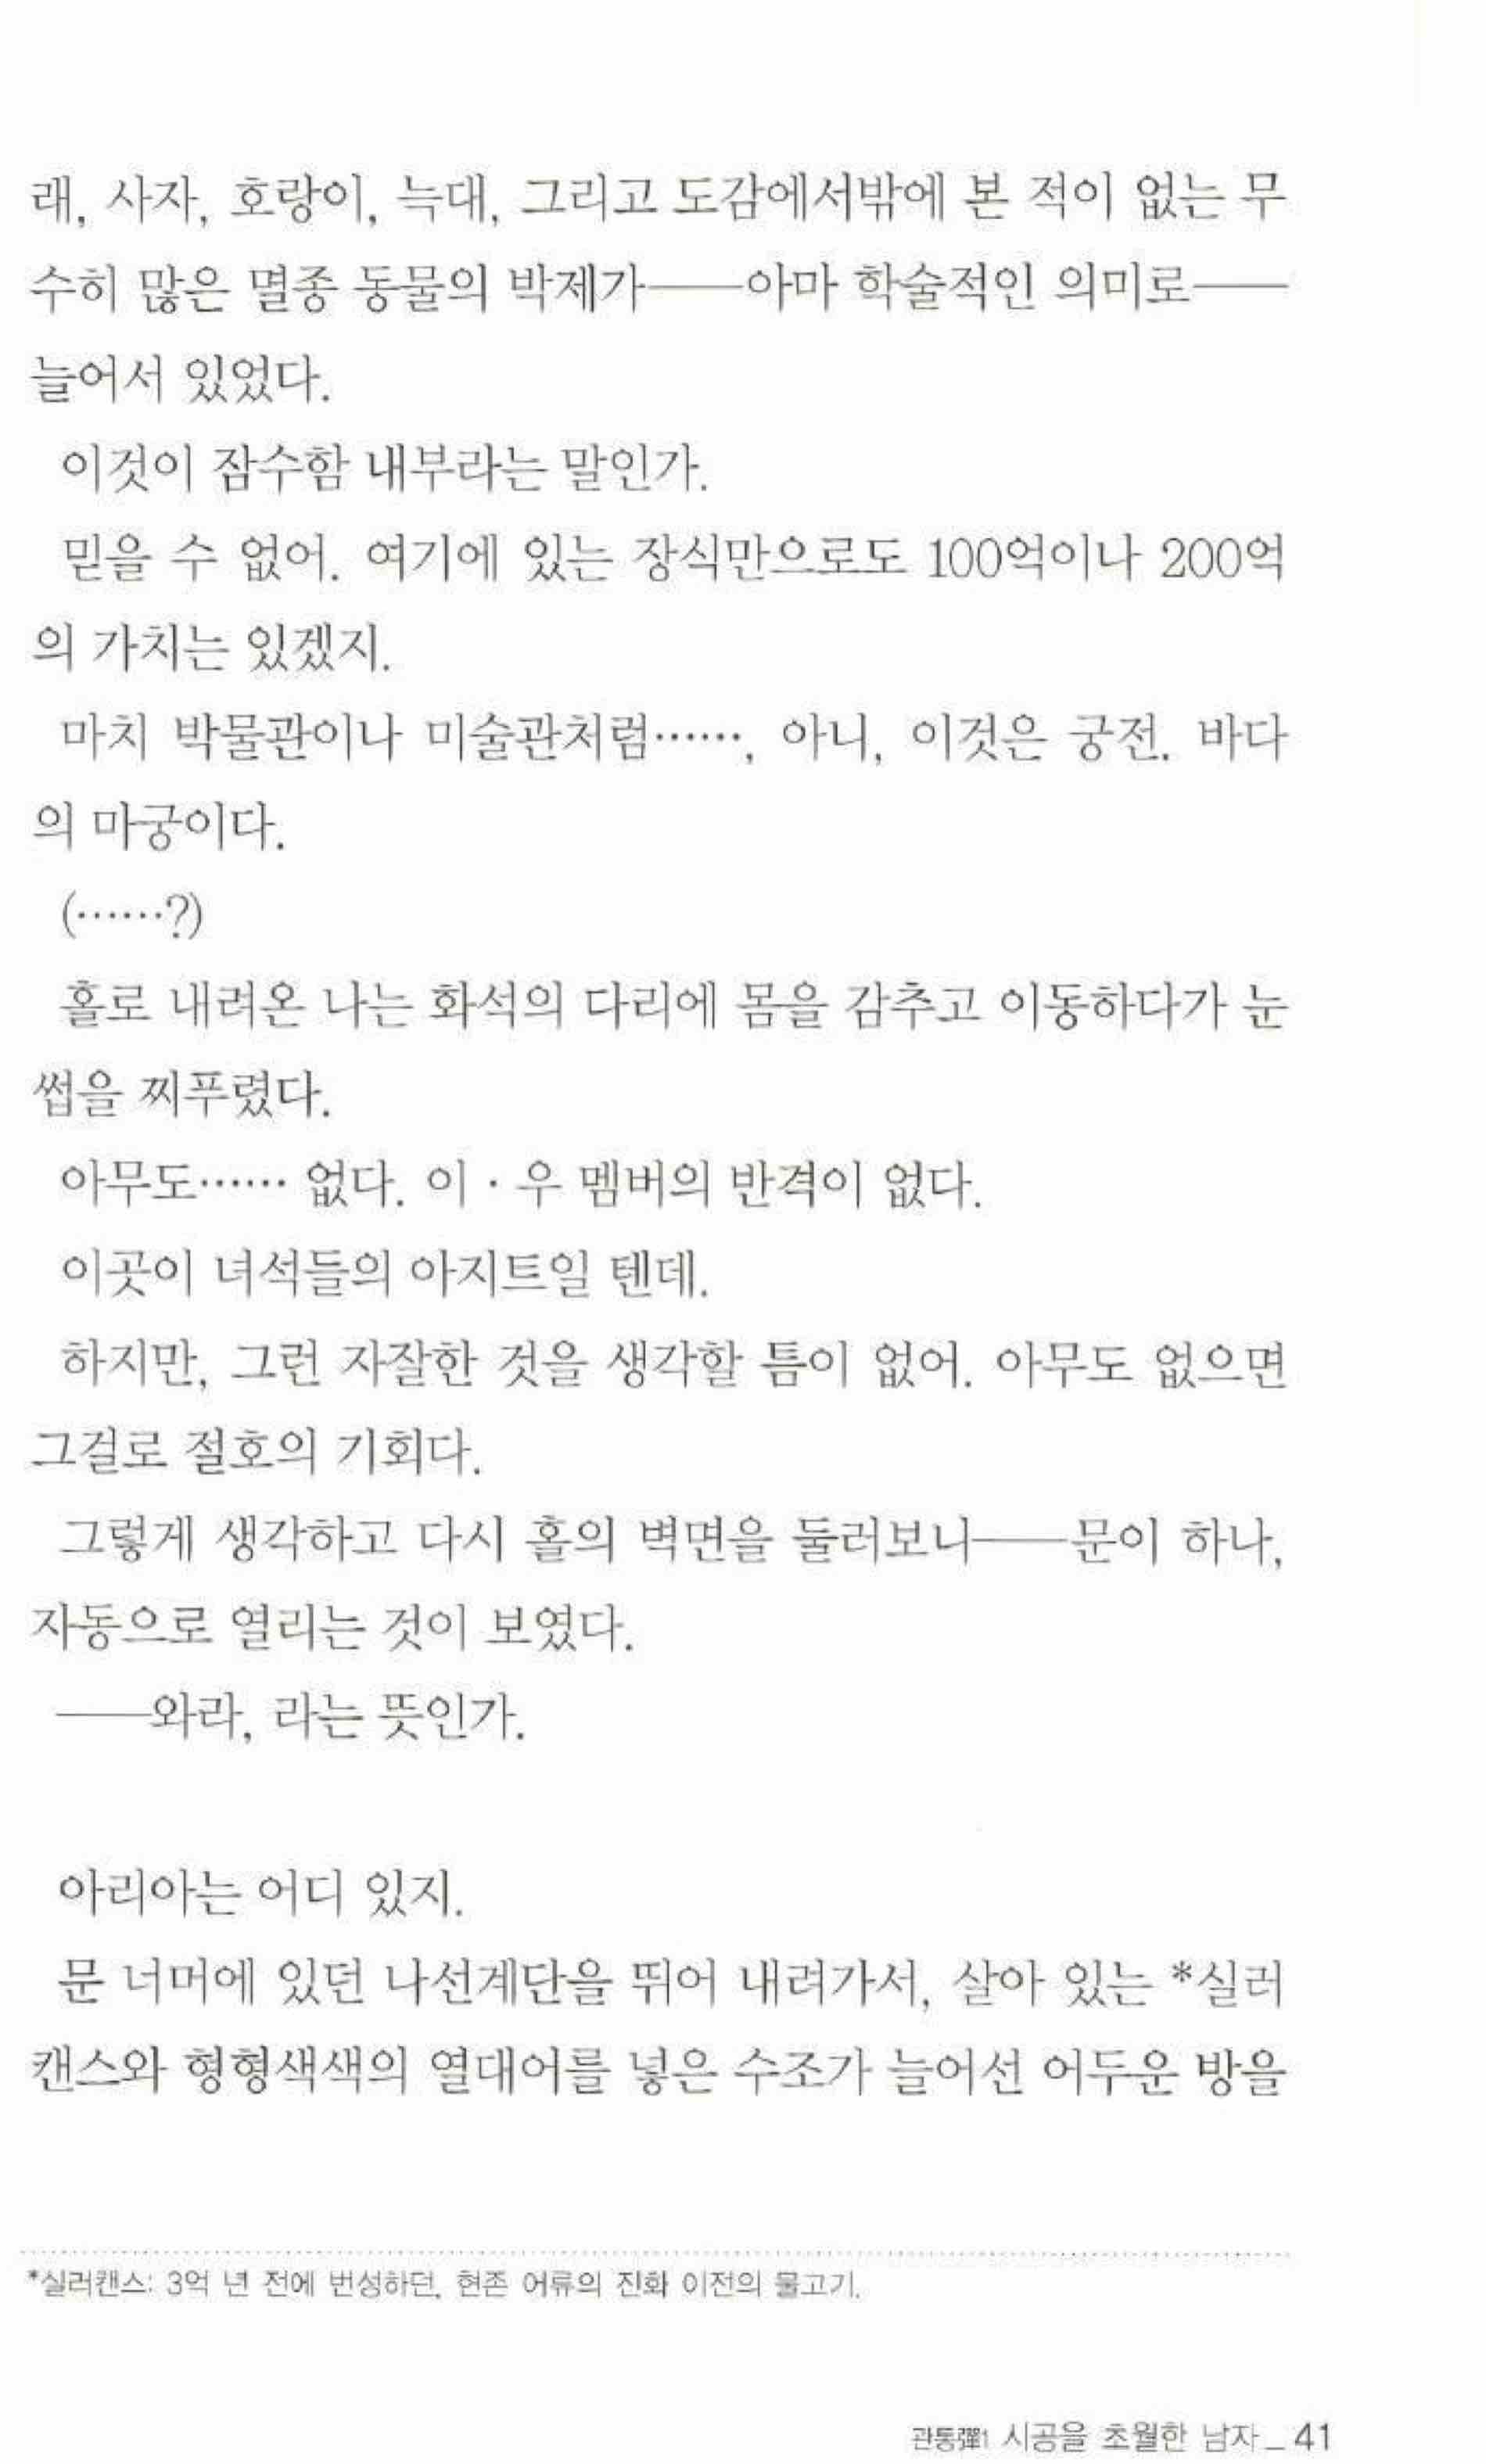 래, 사자, 호랑이, 늑대, 그리고 도감에서밖에 본 적이 없는 무
수히 많은 멸종 동물의 박제가――아마 학술적인 의미로――
늘어서 있었다.
이것이 잠수함 내부라는 말인가.
믿을 수 없어. 여기에 있는 장식만으로도 100억이나 200억
의 가치는 있겠지.
마치 박물관이나 미술관처럼……, 아니, 이것은 궁전. 바다
의 마궁이다.
(……?)
홀로 내려온 나는 화석의 다리에 몸을 감추고 이동하다가 눈
썹을 찌푸렸다.
아무도…… 없다. 이·우 멤버의 반격이 없다.
이곳이 녀석들의 아지트일 텐데.
하지만, 그런 자잘한 것을 생각할 틈이 없어. 아무도 없으면
그걸로 절호의 기회다.
그렇게 생각하고 다시 홀의 벽면을 둘러보니――문이 하나,
자동으로 열리는 것이 보였다.
――와라, 라는 뜻인가.
아리아는 어디 있지.
문 너머에 있던 나선계단을 뛰어 내려가서, 살아 있는 *실러
캔스와 형형색색의 열대어를 넣은 수조가 늘어선 어두운 방을
*실러캔스: 3억 년 전에 번성하던, 현존 어류의 진화 이전의 물고기.
관통彈1 시공을 초월한 남자_ 41